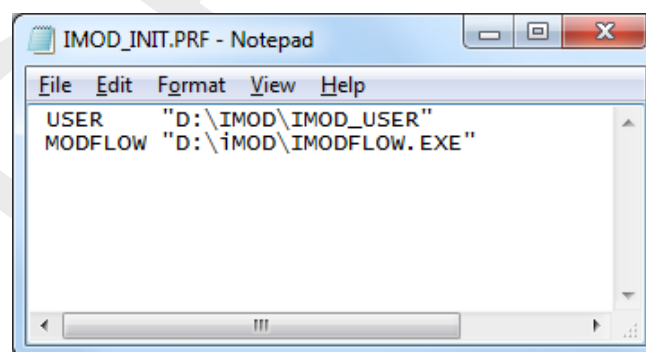 IMOD_INIT.PRF - Notepad
File Edit Format View Help
USER "D:\IMOD\IMOD_USER"
MODFLOW "D:\iMOD\IMODFLOW.EXE"